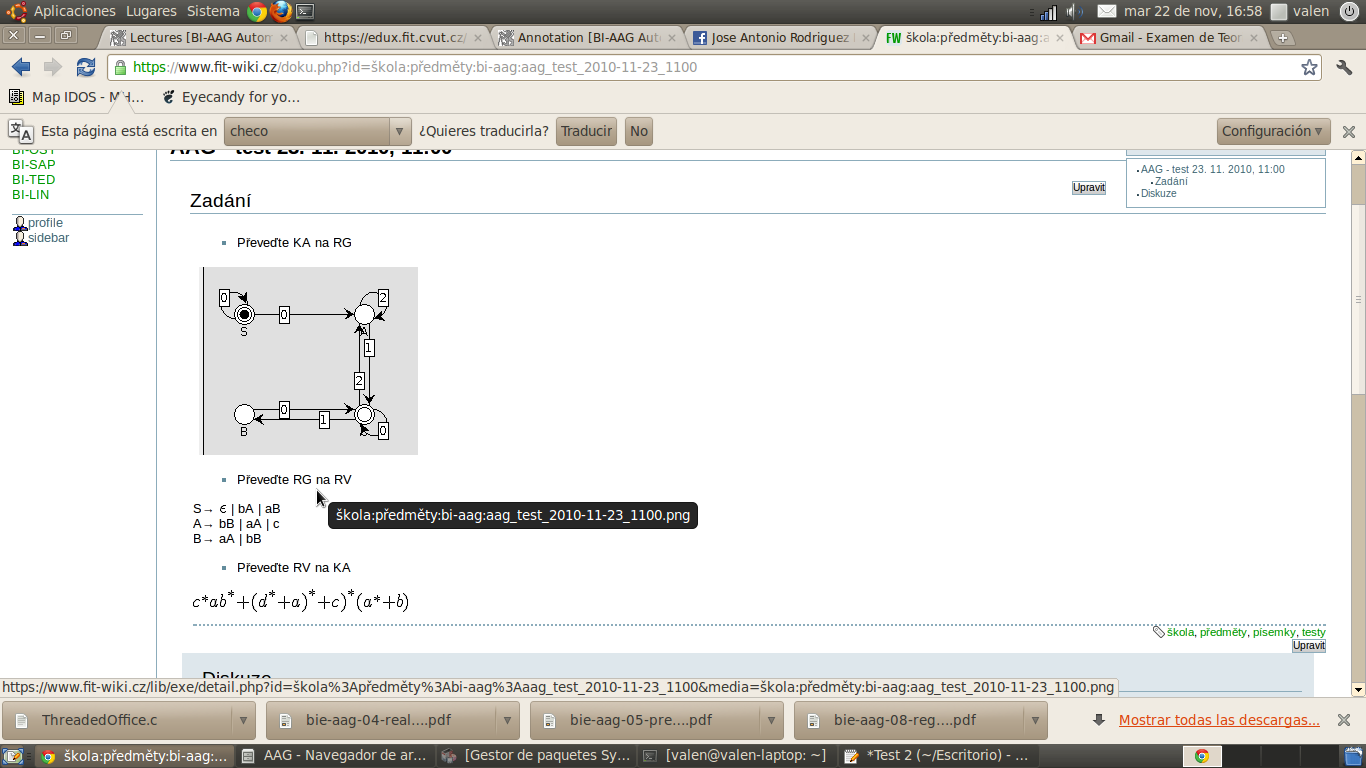 Aplicaciones Lugares Sistema mar 22 de nov, 16:58 valen
Lectures [BI-AAG Autom https://edux.fit.cvut.cz/ Annotation [BI-AAG Aut Jose Antonio Rodriguez škola:předměty:bi-aag:a Gmail - Examen de Teor
https://www.fit-wiki.cz/doku.php?id=škola:předměty:bi-aag:aag_test_2010-11-23_1100
Map IDOS - MH... Eyecandy for yo...
Esta página está escrita en checo ¿Quieres traducirla? Traducir No Configuración
AAG - test 23. 11. 2010, 11:00
BI-OST
BI-SAP
BI-TED
BI-LIN
profile
sidebar
AAG - test 23. 11. 2010, 11:00
Zadání
Diskuze
Upravit
Zadání
Převeďte KA na RG
0 2
0
S A
1
2
0
1
B 0
Převeďte RG na RV
S→ ϵ | bA | aB
A→ bB | aA | c
B→ aA | bB
škola:předměty:bi-aag:aag_test_2010-11-23_1100.png
Převeďte RV na KA
c*ab*+(d*+a)*+c)*(a*+b)
škola, předměty, písemky, testy
Upravit
Diskuze
https://www.fit-wiki.cz/lib/exe/detail.php?id=škola%3Apředměty%3Abi-aag%3Aaag_test_2010-11-23_1100&media=škola:předměty:bi-aag:aag_test_2010-11-23_1100.png
ThreadedOffice.c bie-aag-04-real....pdf bie-aag-05-pre....pdf bie-aag-08-reg....pdf Mostrar todas las descargas...
škola:předměty:bi-aag:... AAG - Navegador de ar... [Gestor de paquetes Sy... [valen@valen-laptop: ~] *Test 2 (~/Escritorio) - ...